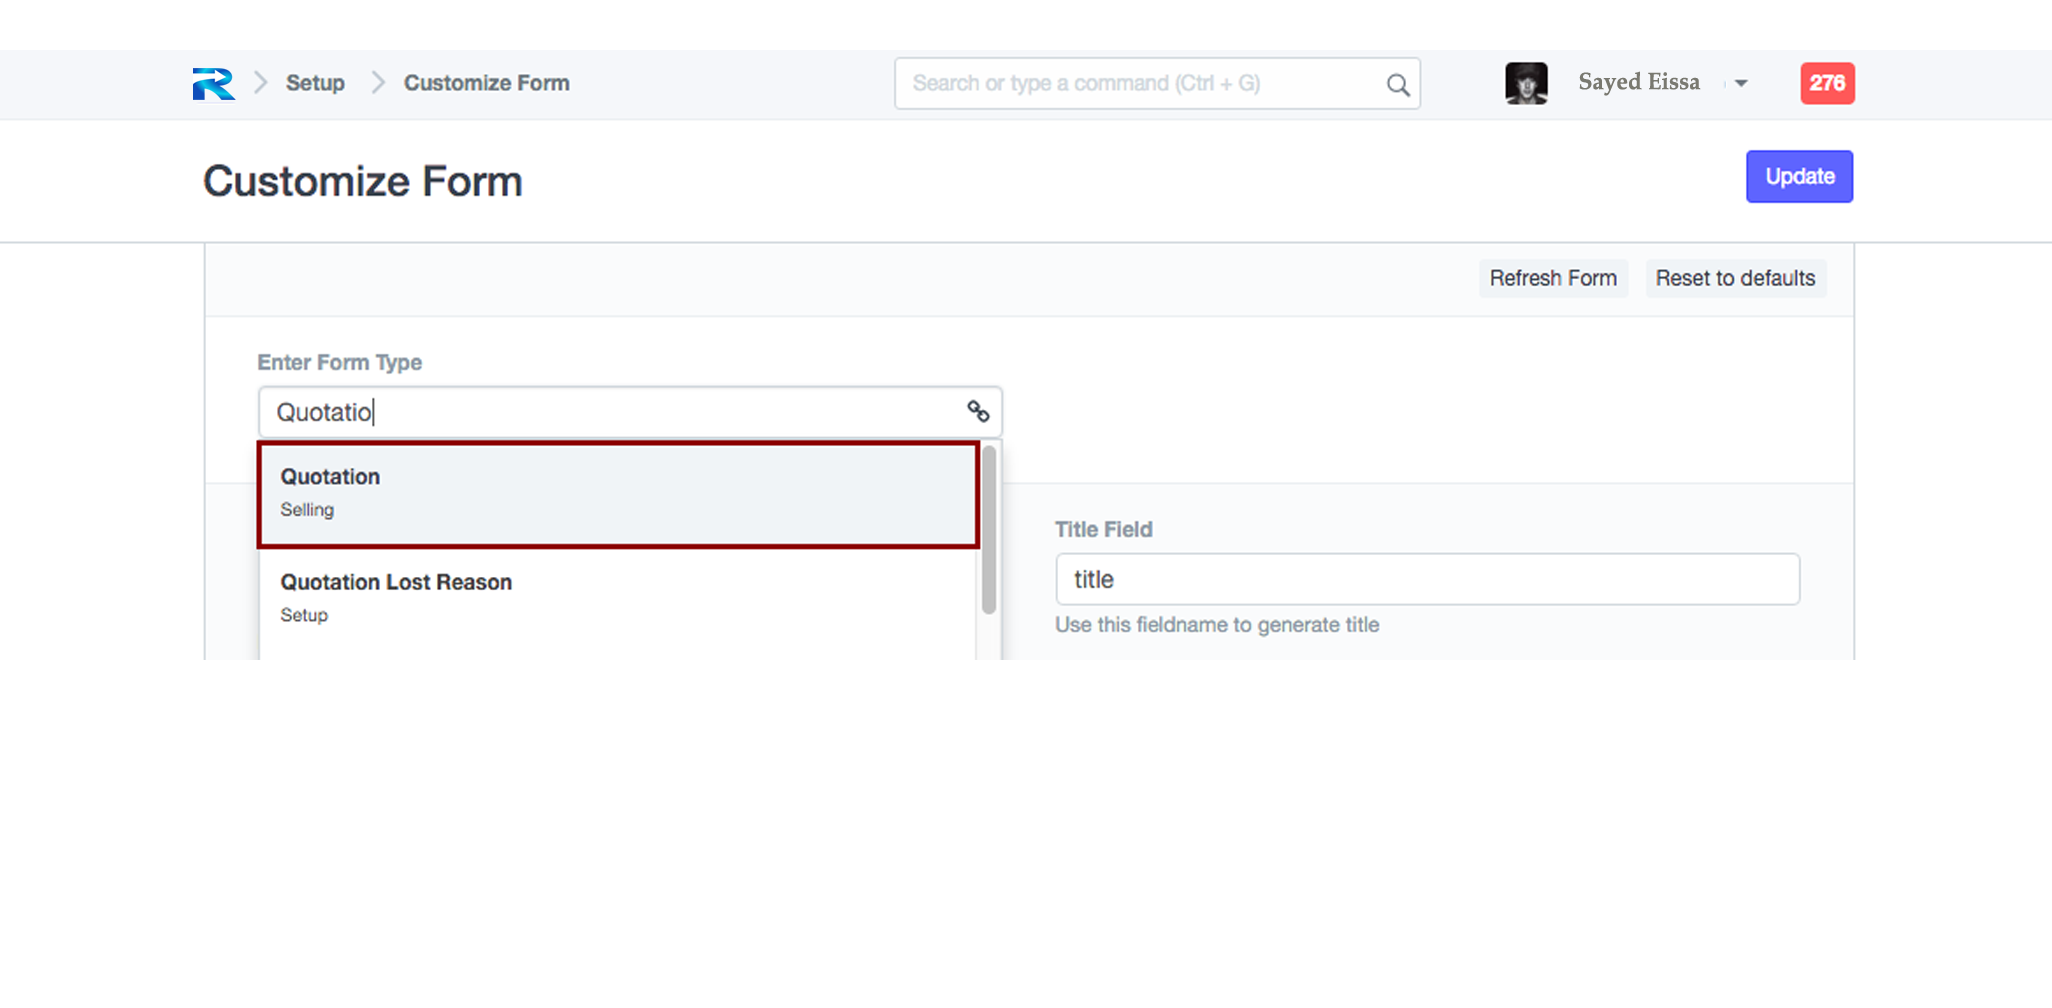 Setup
Customize Form
Search or type a command (Ctrl + G)
Sayed Eissa
276
Customize Form
Update
Refresh Form
Reset to defaults
Enter Form Type
Quotatio
Quotation
Selling
Quotation Lost Reason
Setup
Title Field
title
Use this fieldname to generate title